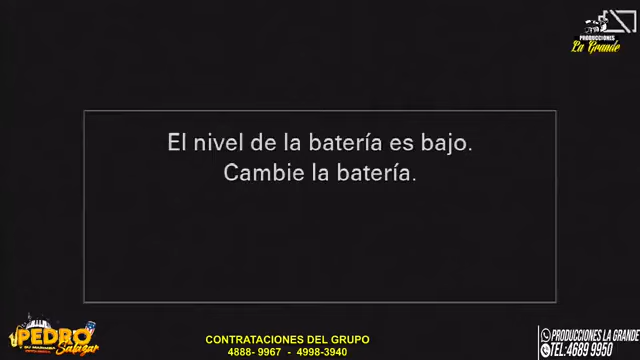 PRODUCCIONES
La Grande
El nivel de la batería es bajo.
Cambie la batería.
PEDRO
Salazar
CONTRATACIONES DEL GRUPO
4888- 9967 - 4998-3940
PRODUCCIONES LA GRANDE
TEL:4689 9950